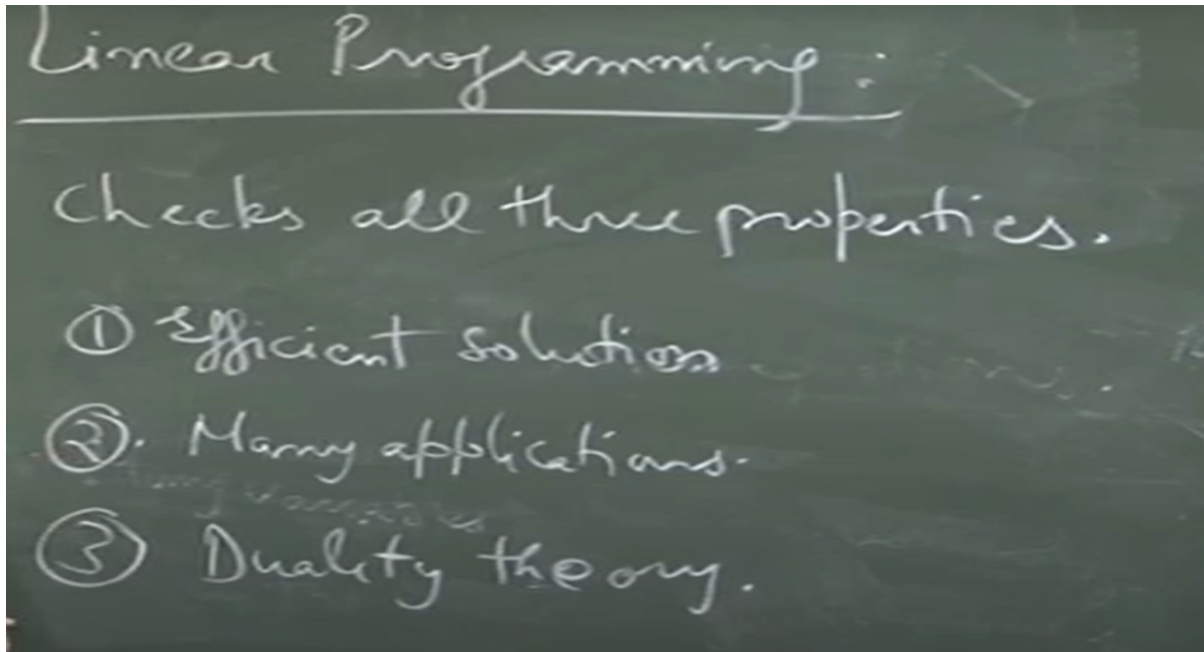 Linear Programming:
Checks all three properties.
① Efficient solution
②. Many applications.
③ Duality theory.